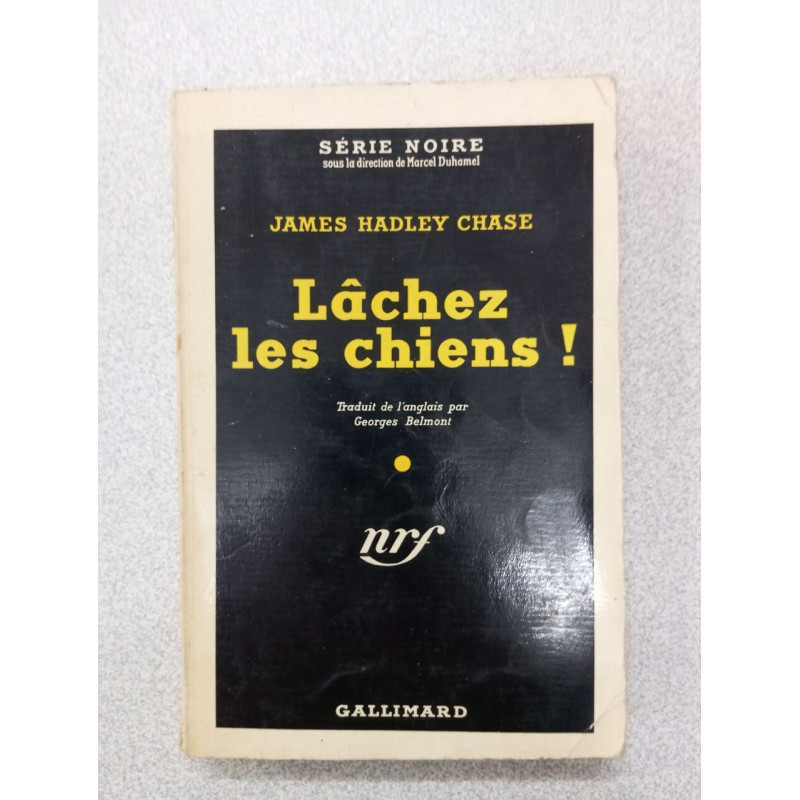 SÉRIE NOIRE
sous la direction de Marcel Duhamel
JAMES HADLEY CHASE
Lâchez
les chiens !
Traduit de l'anglais par
Georges Belmont
nrf
GALLIMARD